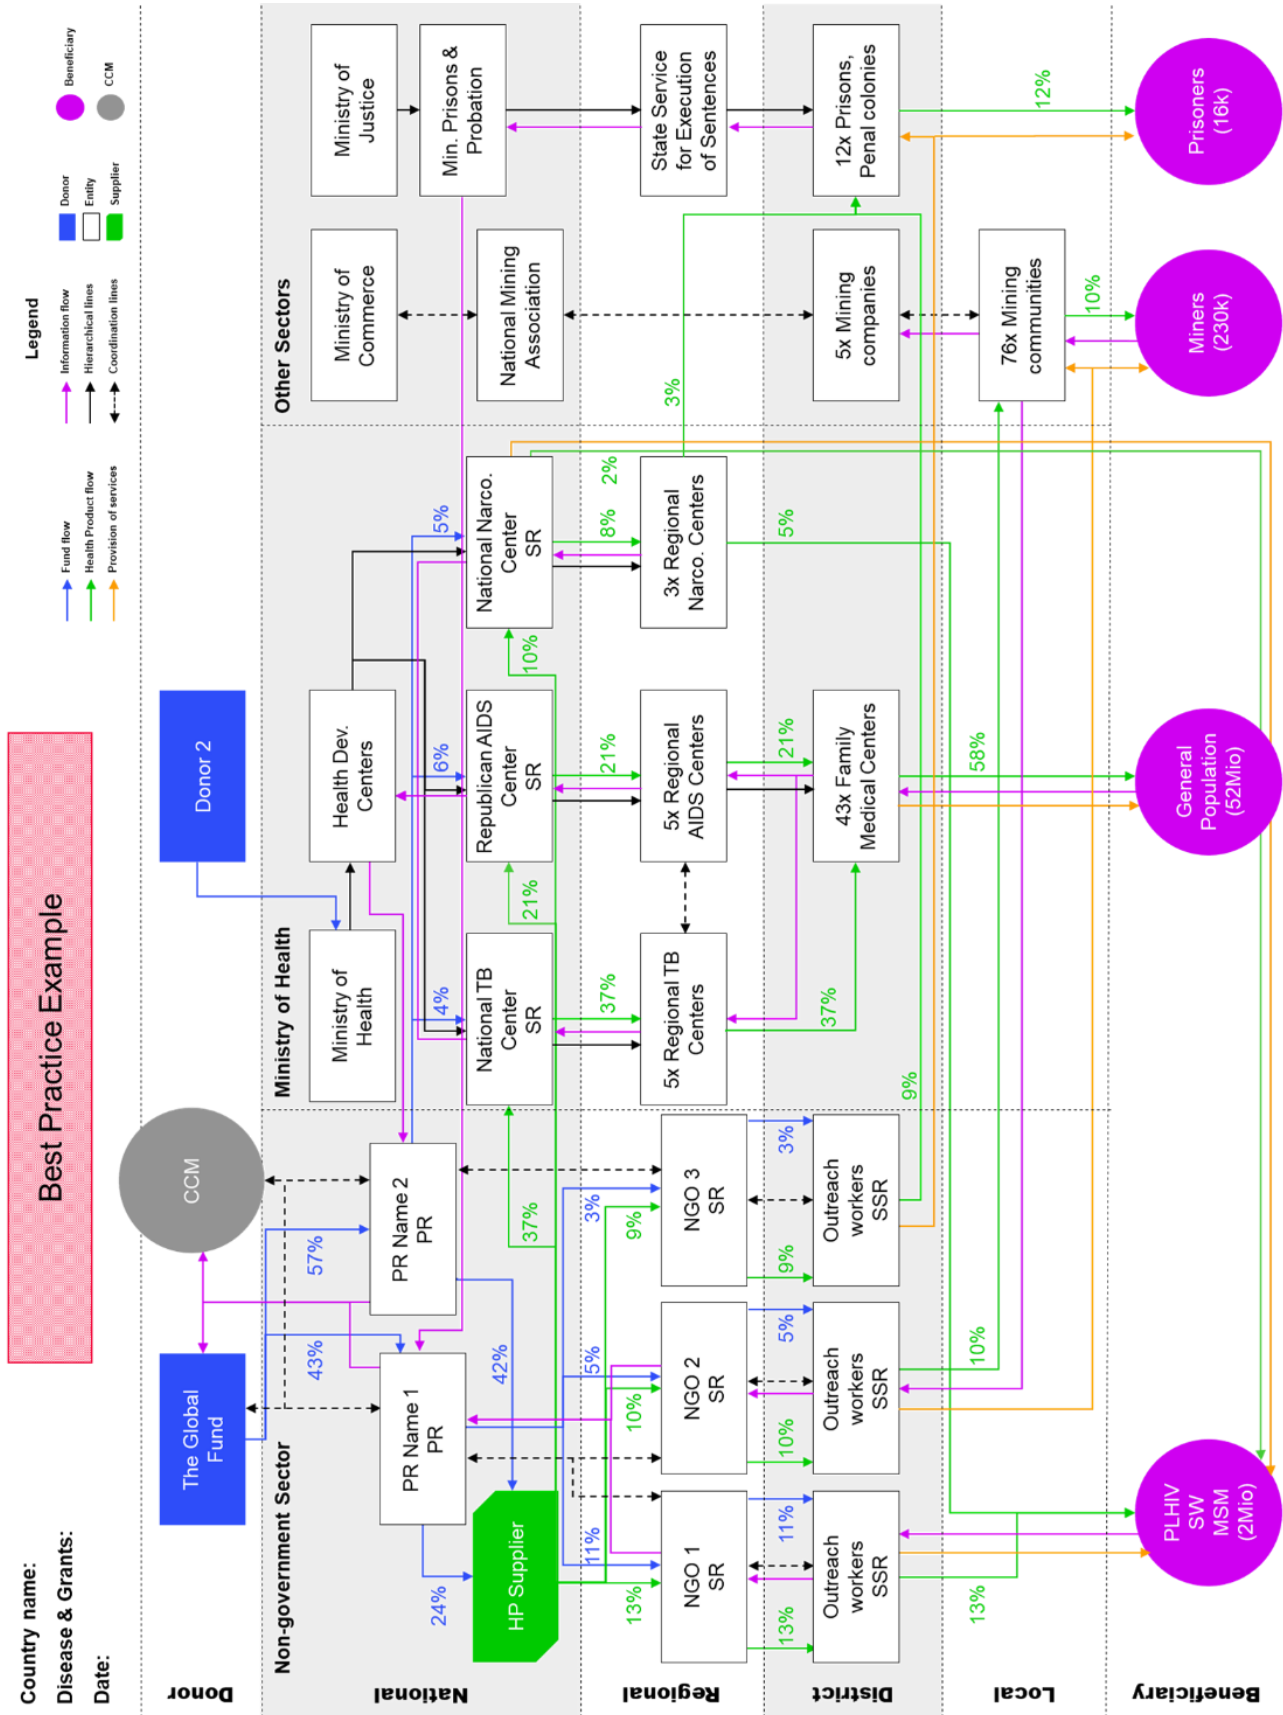 Country name:
Disease & Grants:
Date:
Best Practice Example
Legend
Fund flow
Health Product flow
Provision of services
Information flow
Hierarchical lines
Coordination lines
Donor
Entity
Supplier
Beneficiary
CCM
Donor
The Global
Fund
CCM
Donor 2
National
Non-government Sector
Ministry of Health
Other Sectors
43%
57%
Ministry of
Health
Health Dev.
Centers
Ministry of
Commerce
Ministry of
Justice
PR Name 1
PR
PR Name 2
PR
Min. Prisons &
Probation
24%
4%
6%
5%
HP Supplier
42%
National TB
Center
SR
Republican AIDS
Center
SR
National Narco.
Center
SR
National Mining
Association
37%
21%
10%
Regional
11%
5%
3%
13%
10%
9%
37%
21%
8%
2%
NGO 1
SR
NGO 2
SR
NGO 3
SR
5x Regional TB
Centers
5x Regional
AIDS Centers
3x Regional
Narco. Centers
3%
State Service
for Execution
of Sentences
District
13%
11%
10%
5%
9%
3%
37%
21%
5%
Outreach
workers
SSR
Outreach
workers
SSR
Outreach
workers
SSR
9%
43x Family
Medical Centers
5x Mining
companies
12x Prisons,
Penal colonies
Local
13%
10%
58%
76x Mining
communities
12%
10%
Beneficiary
PLHIV
SW
MSM
(2Mio)
General
Population
(52Mio)
Miners
(230k)
Prisoners
(16k)